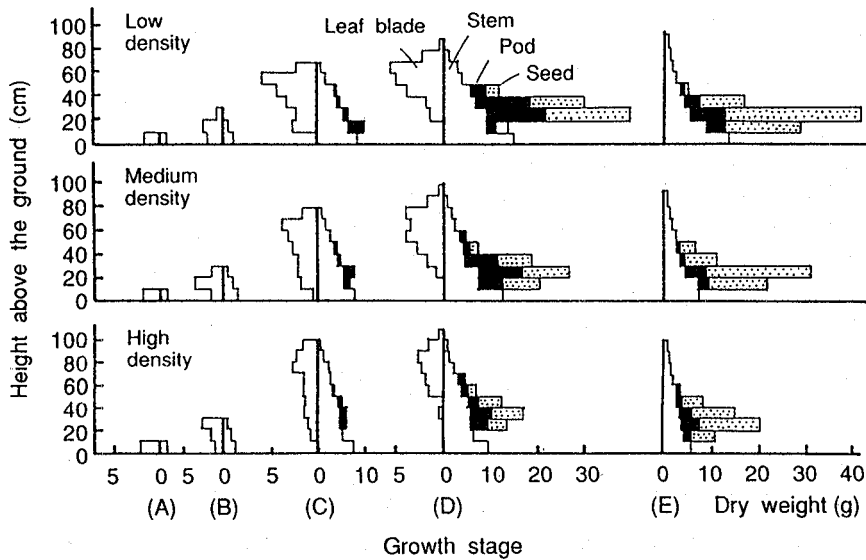 Low
density
Leaf blade
Stem
Pod
Seed
100
80
60
40
20
0
Medium
density
100
80
60
40
20
0
High
density
100
80
60
40
20
0
Height above the ground (cm)
5 0 0 5 0 10 5 0 10 20 30 0 10 20 30 40
(A) (B) (C) (D) (E) Dry weight (g)
Growth stage